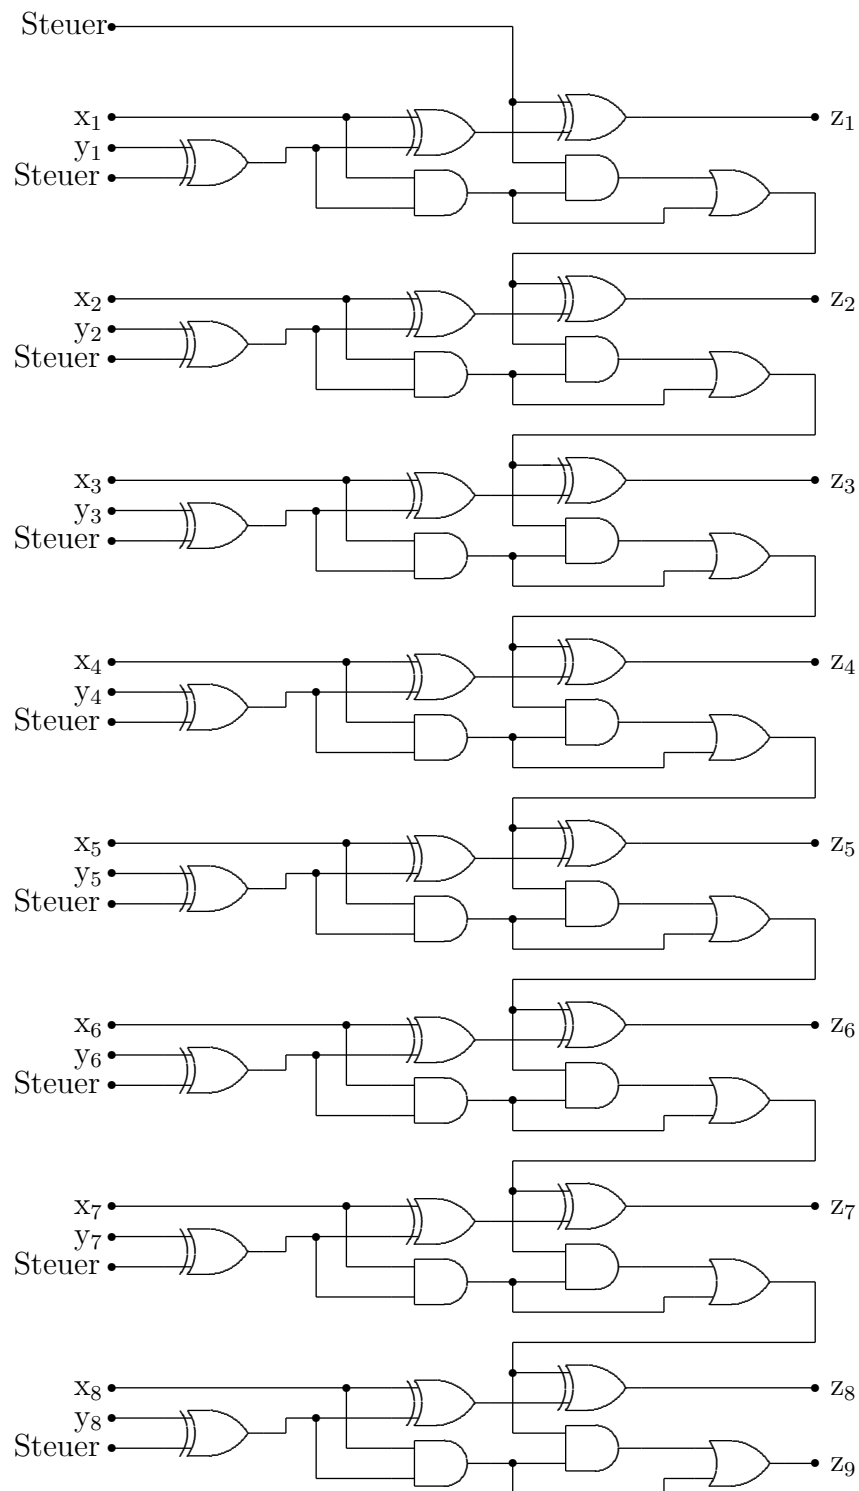 Steuer
x₁ z₁
y₁
Steuer
x₂ z₂
y₂
Steuer
x₃ z₃
y₃
Steuer
x₄ z₄
y₄
Steuer
x₅ z₅
y₅
Steuer
x₆ z₆
y₆
Steuer
x₇ z₇
y₇
Steuer
x₈ z₈
y₈
Steuer z₉